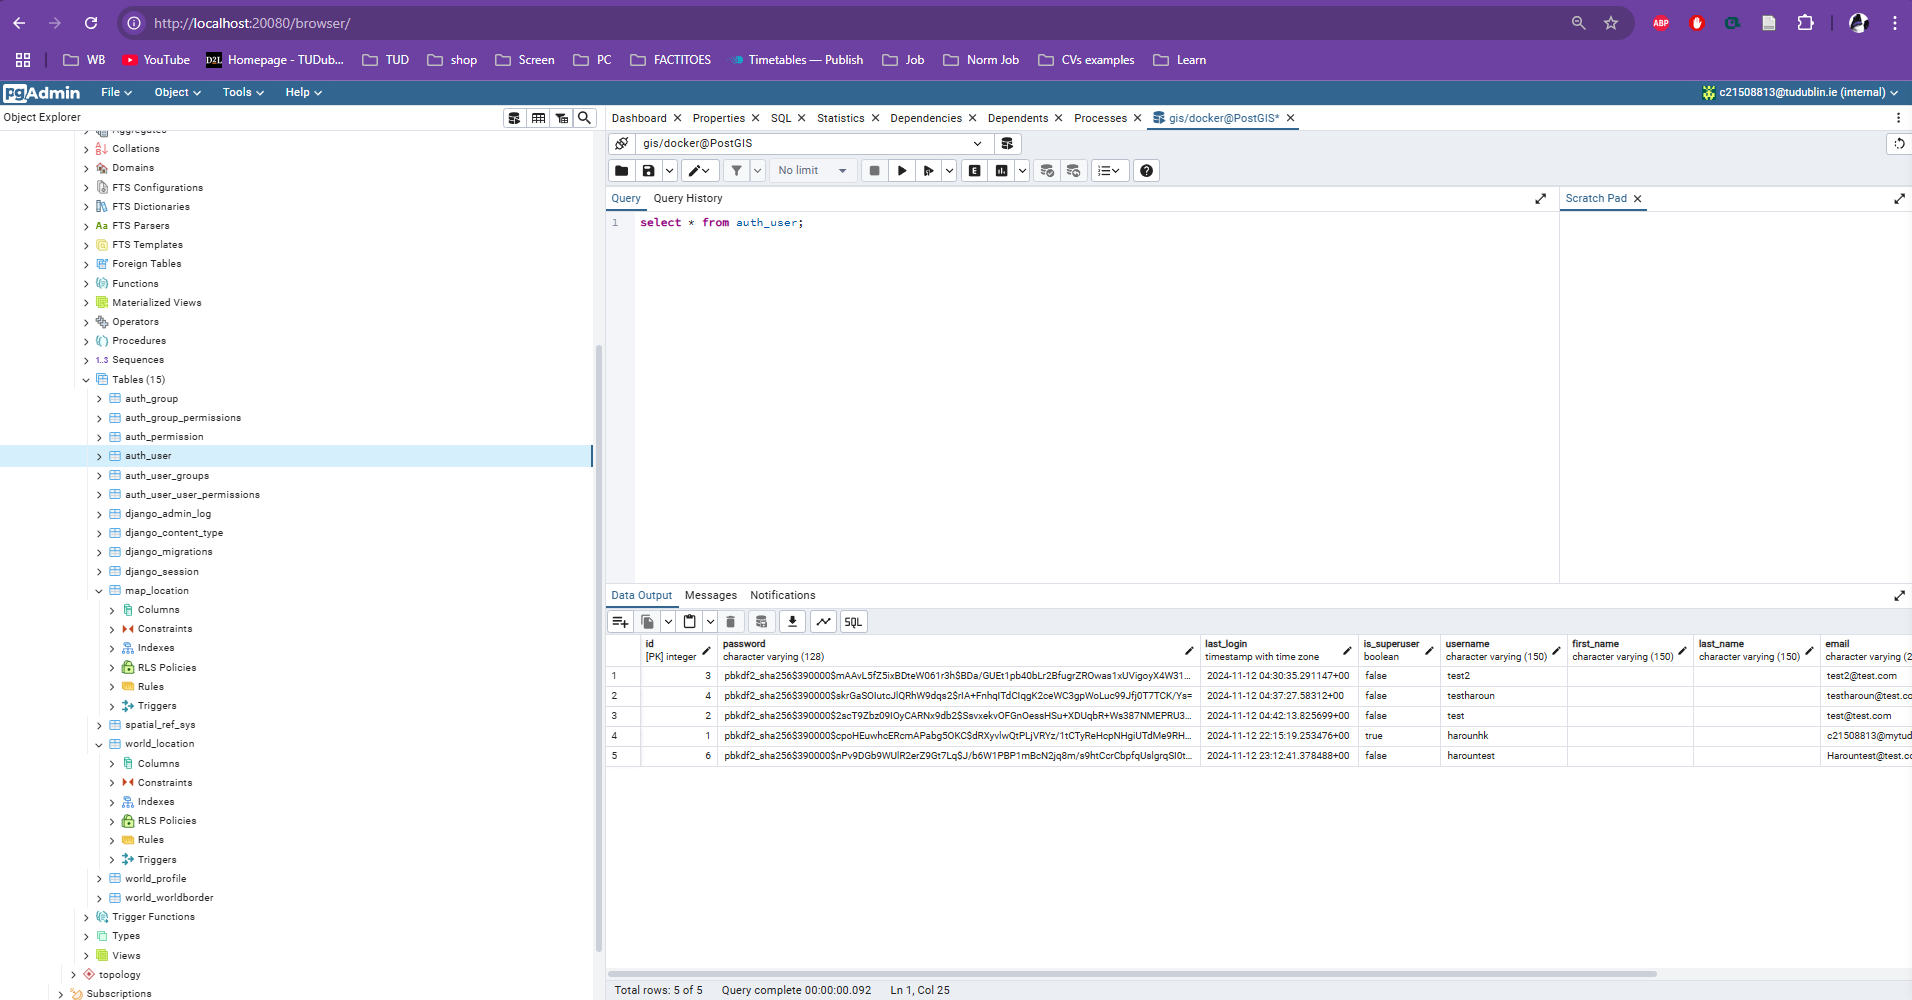 http://localhost:20080/browser/
ABP
WB YouTube D2L Homepage - TUDub... TUD shop Screen PC FACTITOES Timetables — Publish Job Norm Job CVs examples Learn
pgAdmin File Object Tools Help c21508813@tudublin.ie (internal)
Object Explorer
Dashboard Properties SQL Statistics Dependencies Dependents Processes gis/docker@PostGIS*
Aggregates
Collations
Domains
FTS Configurations
FTS Dictionaries
Aa FTS Parsers
FTS Templates
Foreign Tables
Functions
Materialized Views
Operators
Procedures
1..3 Sequences
Tables (15)
auth_group
auth_group_permissions
auth_permission
auth_user
auth_user_groups
auth_user_user_permissions
django_admin_log
django_content_type
django_migrations
django_session
map_location
Columns
Constraints
Indexes
RLS Policies
Rules
Triggers
spatial_ref_sys
world_location
Columns
Constraints
Indexes
RLS Policies
Rules
Triggers
world_profile
world_worldborder
Trigger Functions
Types
Views
topology
Subscriptions
gis/docker@PostGIS
No limit
E
Query Query History
Scratch Pad
1 select * from auth_user;
Data Output Messages Notifications
SQL
id password last_login is_superuser username first_name last_name email
[PK] integer character varying (128) timestamp with time zone boolean character varying (150) character varying (150) character varying (150) character varying (2
1 3 pbkdf2_sha256$390000$mAAvL5fZ5ixBDteW061r3h$BDa/GUEt1pb40bLr2BfugrZROwas1xUVigoyX4W31... 2024-11-12 04:30:35.291147+00 false test2 test2@test.com
2 4 pbkdf2_sha256$390000$skrGaSOIutcJlQRhW9dqs2$rIA+FnhqITdCIqgK2ceWC3gpWoLuc99Jfj0T7TCK/Ys= 2024-11-12 04:37:27.58312+00 false testharoun testharoun@test.co
3 2 pbkdf2_sha256$390000$2scT9Zbz09IOyCARNx9db2$SsvxekvOFGnOessHSu+XDUqbR+Ws387NMEPRU3... 2024-11-12 04:42:13.825699+00 false test test@test.com
4 1 pbkdf2_sha256$390000$cpoHEuwhcERcmAPabg5OKC$dRXyvlwQtPLjVRYz/1tCTyReHcpNHgiUTdMe9RH... 2024-11-12 22:15:19.253476+00 true harounhk c21508813@mytud
5 6 pbkdf2_sha256$390000$nPv9DGb9WUlR2erZ9Gt7Lq$J/b6W1PBP1mBcN2jq8m/s9htCcrCbpfqUslgrqSI0t... 2024-11-12 23:12:41.378488+00 false harountest Harountest@test.co
Total rows: 5 of 5 Query complete 00:00:00.092 Ln 1, Col 25